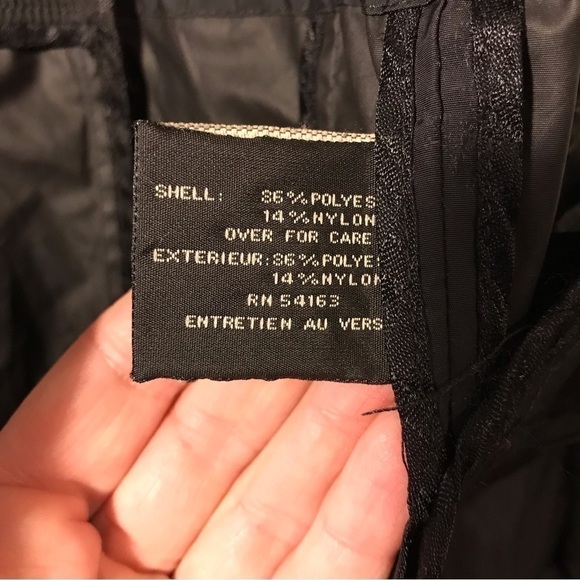 SHELL: 86%POLYES
14%NYLON
OVER FOR CARE
EXTERIEUR:86%POLYE
14%NYLON
RN 54163
ENTRETIEN AU VERS